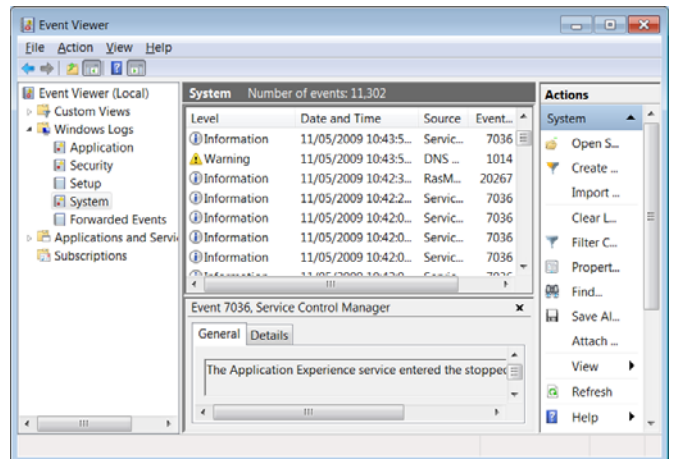 Event Viewer
File Action View Help
Event Viewer (Local)
Custom Views
Windows Logs
Application
Security
Setup
System
Forwarded Events
Applications and Servi
Subscriptions
System Number of events: 11,302
Level Date and Time Source Event...
Information 11/05/2009 10:43:5... Servic... 7036
Warning 11/05/2009 10:43:5... DNS ... 1014
Information 11/05/2009 10:42:3... RasM... 20267
Information 11/05/2009 10:42:2... Servic... 7036
Information 11/05/2009 10:42:0... Servic... 7036
Information 11/05/2009 10:42:0... Servic... 7036
Information 11/05/2009 10:42:0... Servic... 7036
Event 7036, Service Control Manager
General Details
The Application Experience service entered the stopped
Actions
System
Open S...
Create ...
Import ...
Clear L...
Filter C...
Propert...
Find...
Save Al...
Attach ...
View
Refresh
Help